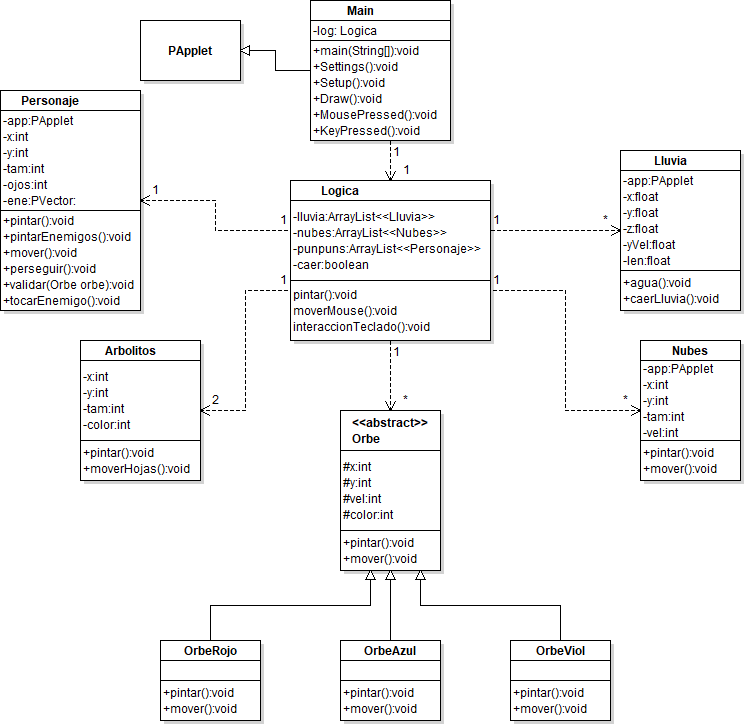 Main
-log: Logica
+main(String[]):void
+Settings():void
+Setup():void
+Draw():void
+MousePressed():void
+KeyPressed():void
PApplet
Personaje
-app:PApplet
-x:int
-y:int
-tam:int
-ojos:int
-ene:PVector:
+pintar():void
+pintarEnemigos():void
+mover():void
+perseguir():void
+validar(Orbe orbe):void
+tocarEnemigo():void
1
1
Logica
-lluvia:ArrayList<<Lluvia>>
-nubes:ArrayList<<Nubes>>
-punpuns:ArrayList<<Personaje>>
-caer:boolean
pintar():void
moverMouse():void
interaccionTeclado():void
1
1
1
*
Lluvia
-app:PApplet
-x:float
-y:float
-z:float
-yVel:float
-len:float
+agua():void
+caerLluvia():void
1
2
Arbolitos
-x:int
-y:int
-tam:int
-color:int
+pintar():void
+moverHojas():void
1
*
Nubes
-app:PApplet
-x:int
-y:int
-tam:int
-vel:int
+pintar():void
+mover():void
1
*
<<abstract>>
Orbe
#x:int
#y:int
#vel:int
#color:int
+pintar():void
+mover():void
OrbeRojo
+pintar():void
+mover():void
OrbeAzul
+pintar():void
+mover():void
OrbeViol
+pintar():void
+mover():void